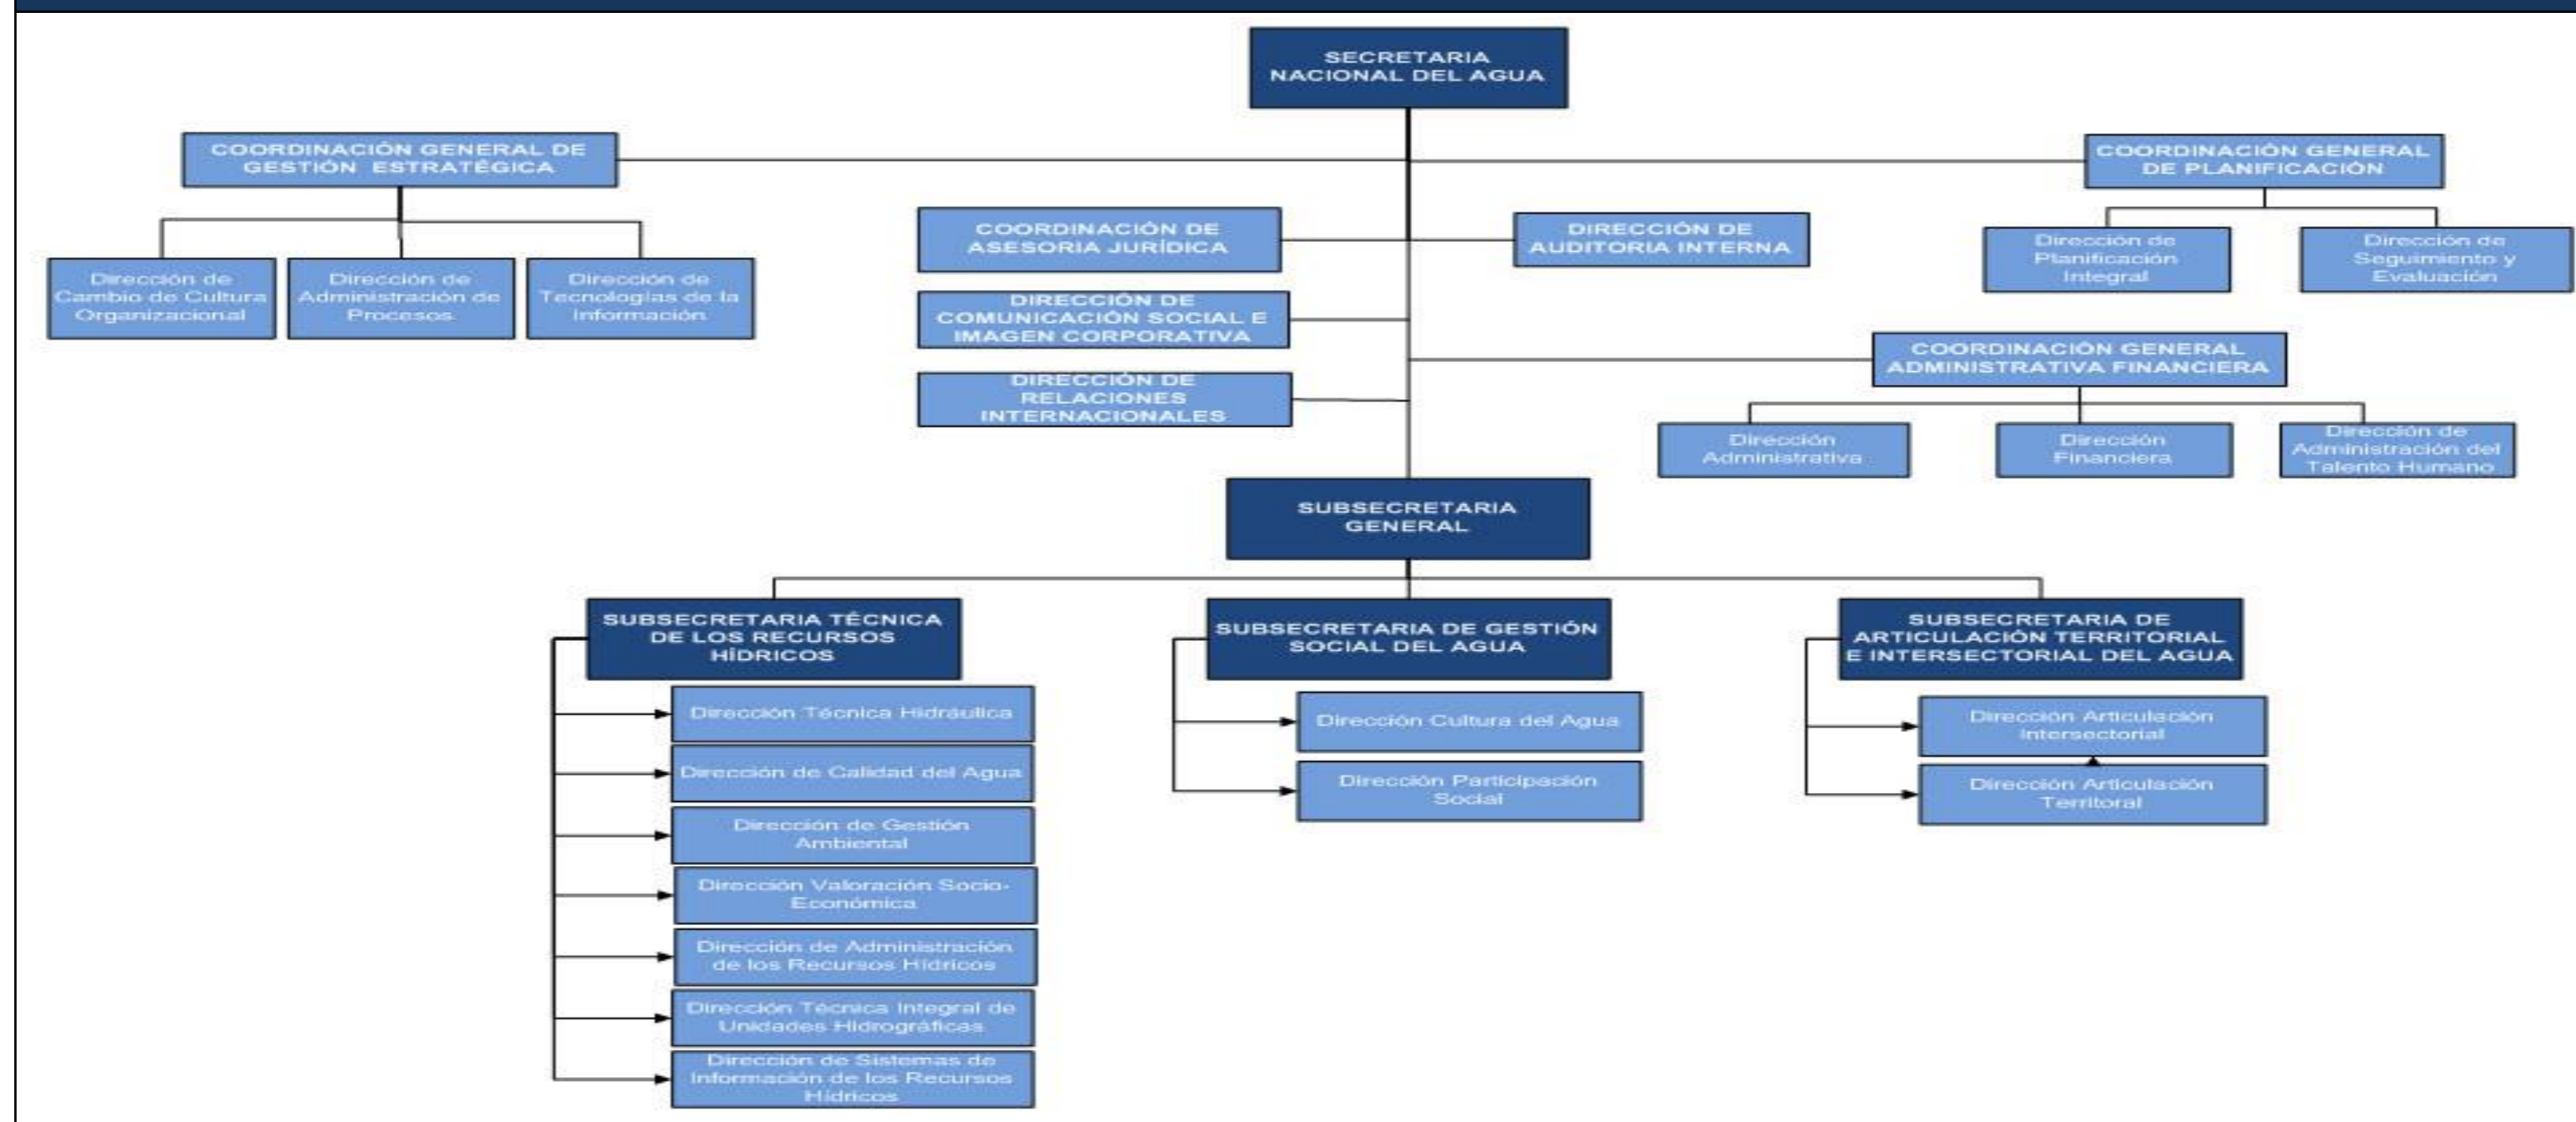 SECRETARIA
NACIONAL DEL AGUA
COORDINACIÓN GENERAL DE
GESTIÓN ESTRATÉGICA
COORDINACIÓN GENERAL
DE PLANIFICACIÓN
COORDINACIÓN DE
ASESORIA JURÍDICA
DIRECCIÓN DE
AUDITORIA INTERNA
Dirección de
Planificación
Integral
Dirección de
Seguimiento y
Evaluación
Dirección de
Cambio de Cultura
Organizacional
Dirección de
Administración de
Procesos
Dirección de
Tecnologías de la
Información
DIRECCIÓN DE
COMUNICACIÓN SOCIAL E
IMAGEN CORPORATIVA
COORDINACIÓN GENERAL
ADMINISTRATIVA FINANCIERA
DIRECCIÓN DE
RELACIONES
INTERNACIONALES
Dirección
Administrativa
Dirección
Financiera
Dirección de
Administración del
Talento Humano
SUBSECRETARIA
GENERAL
SUBSECRETARIA TÉCNICA
DE LOS RECURSOS
HÍDRICOS
SUBSECRETARIA DE GESTIÓN
SOCIAL DEL AGUA
SUBSECRETARIA DE
ARTICULACIÓN TERRITORIAL
E INTERSECTORIAL DEL AGUA
Dirección Técnica Hidráulica
Dirección de Calidad del Agua
Dirección de Gestión
Ambiental
Dirección Valoración Socio-
Económica
Dirección de Administración
de los Recursos Hídricos
Dirección Técnica Integral de
Unidades Hidrográficas
Dirección de Sistemas de
Información de los Recursos
Hídricos
Dirección Cultura del Agua
Dirección Participación
Social
Dirección Articulación
Intersectorial
Dirección Articulación
Territoral